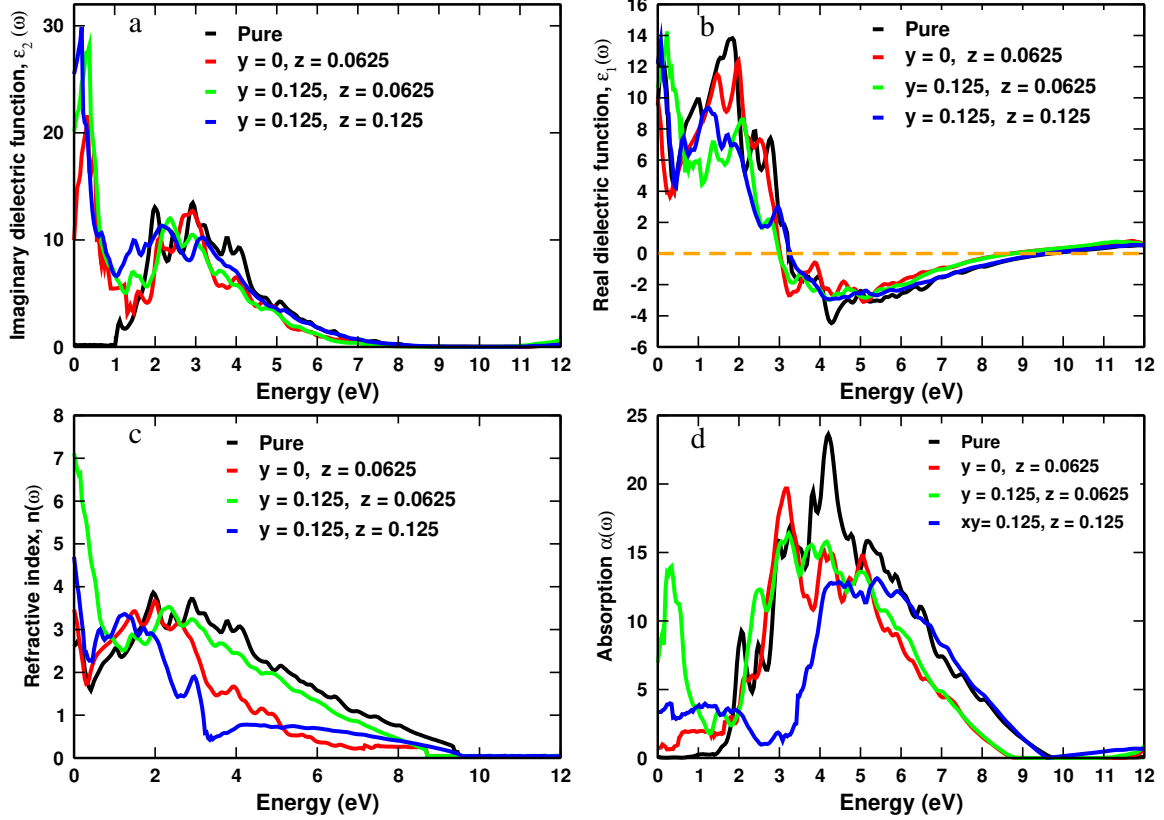 a
Imaginary dielectric function, ε₂ (ω)
30
20
10
0
Pure
y = 0, z = 0.0625
y = 0.125, z = 0.0625
y = 0.125, z = 0.125
0 1 2 3 4 5 6 7 8 9 10 11 12
Energy (eV)
b
Real dielectric function, ε₁(ω)
16
14
12
10
8
6
4
2
0
-2
-4
-6
Pure
y = 0, z = 0.0625
y= 0.125, z = 0.0625
y = 0.125, z = 0.125
0 1 2 3 4 5 6 7 8 9 10 11 12
Energy (eV)
c
Refractive index, n(ω)
8
7
6
5
4
3
2
1
0
Pure
y = 0, z = 0.0625
y = 0.125, z = 0.0625
y = 0.125, z = 0.125
0 2 4 6 8 10 12
Energy (eV)
d
Absorption α(ω)
25
20
15
10
5
0
Pure
y = 0, z = 0.0625
y = 0.125, z = 0.0625
xy= 0.125, z = 0.125
0 1 2 3 4 5 6 7 8 9 10 11 12
Energy (eV)